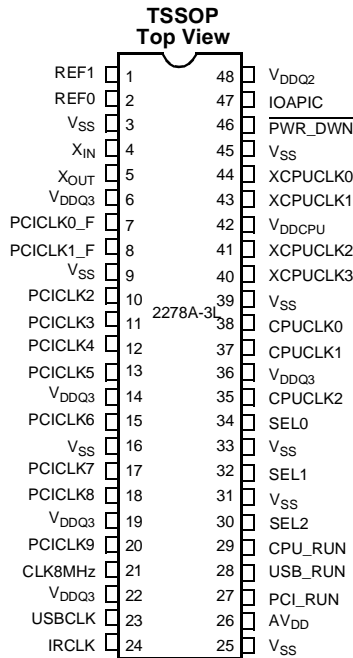 TSSOP
Top View
REF1 1 48 VDDQ2
REF0 2 47 IOAPIC
VSS 3 46 PWR_DWN
XIN 4 45 VSS
XOUT 5 44 XCPUCLK0
VDDQ3 6 43 XCPUCLK1
PCICLK0_F 7 42 VDDCPU
PCICLK1_F 8 41 XCPUCLK2
VSS 9 40 XCPUCLK3
PCICLK2 10 39 VSS
2278A-3L
PCICLK3 11 38 CPUCLK0
PCICLK4 12 37 CPUCLK1
PCICLK5 13 36 VDDQ3
VDDQ3 14 35 CPUCLK2
PCICLK6 15 34 SEL0
VSS 16 33 VSS
PCICLK7 17 32 SEL1
PCICLK8 18 31 VSS
VDDQ3 19 30 SEL2
PCICLK9 20 29 CPU_RUN
CLK8MHz 21 28 USB_RUN
VDDQ3 22 27 PCI_RUN
USBCLK 23 26 AVDD
IRCLK 24 25 VSS